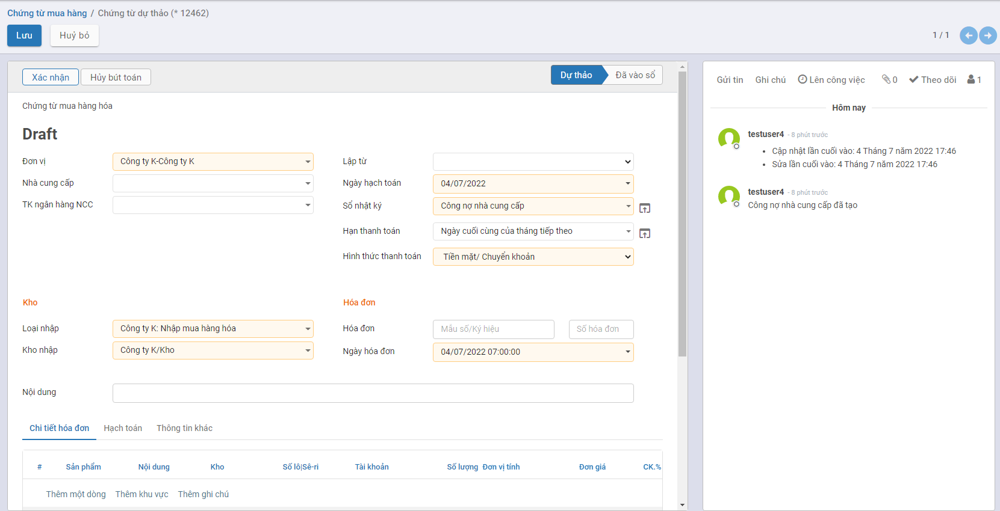 Chứng từ mua hàng / Chứng từ dự thảo (* 12462)
Lưu Huỷ bỏ
1 / 1
Xác nhận Hủy bút toán
Dự thảo Đã vào sổ
Chứng từ mua hàng hóa
Draft
Đơn vị Công ty K-Công ty K
Nhà cung cấp
TK ngân hàng NCC
Lập từ
Ngày hạch toán 04/07/2022
Sổ nhật ký Công nợ nhà cung cấp
Hạn thanh toán Ngày cuối cùng của tháng tiếp theo
Hình thức thanh toán Tiền mặt/ Chuyển khoản
Kho
Loại nhập Công ty K: Nhập mua hàng hóa
Kho nhập Công ty K/Kho
Hóa đơn
Hóa đơn Mẫu số/Ký hiệu Số hóa đơn
Ngày hóa đơn 04/07/2022 07:00:00
Nội dung
Chi tiết hóa đơn Hạch toán Thông tin khác
# Sản phẩm Nội dung Kho Số lô|Sê-ri Tài khoản Số lượng Đơn vị tính Đơn giá CK.%
Thêm một dòng Thêm khu vực Thêm ghi chú
Gửi tin Ghi chú Lên công việc 0 Theo dõi 1
Hôm nay
testuser4 - 8 phút trước
• Cập nhật lần cuối vào: 4 Tháng 7 năm 2022 17:46
• Sửa lần cuối vào: 4 Tháng 7 năm 2022 17:46
testuser4 - 8 phút trước
Công nợ nhà cung cấp đã tạo